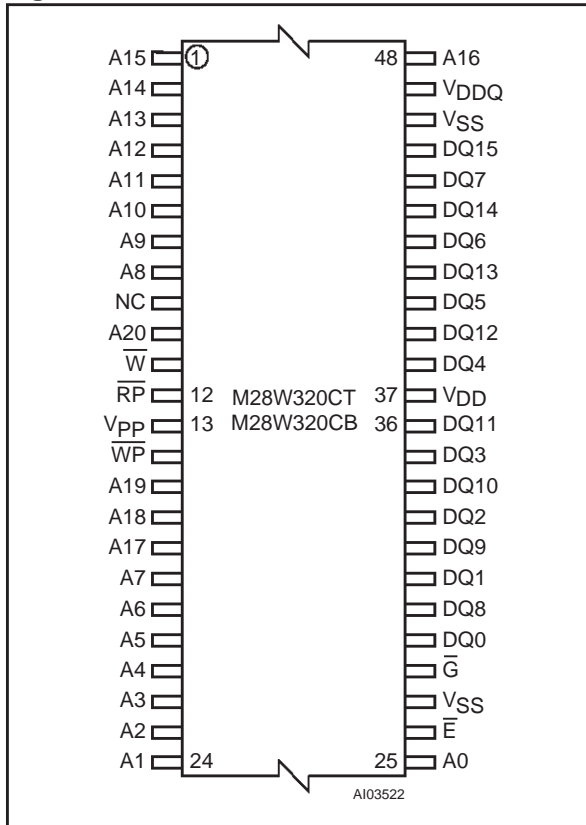 A15 1 48 A16
A14 VDDQ
A13 VSS
A12 DQ15
A11 DQ7
A10 DQ14
A9 DQ6
A8 DQ13
NC DQ5
A20 DQ12
W̅ DQ4
R̅P̅ 12 M28W320CT 37 VDD
VPP 13 M28W320CB 36 DQ11
W̅P̅ DQ3
A19 DQ10
A18 DQ2
A17 DQ9
A7 DQ1
A6 DQ8
A5 DQ0
A4 G̅
A3 VSS
A2 E̅
A1 24 25 A0
AI03522